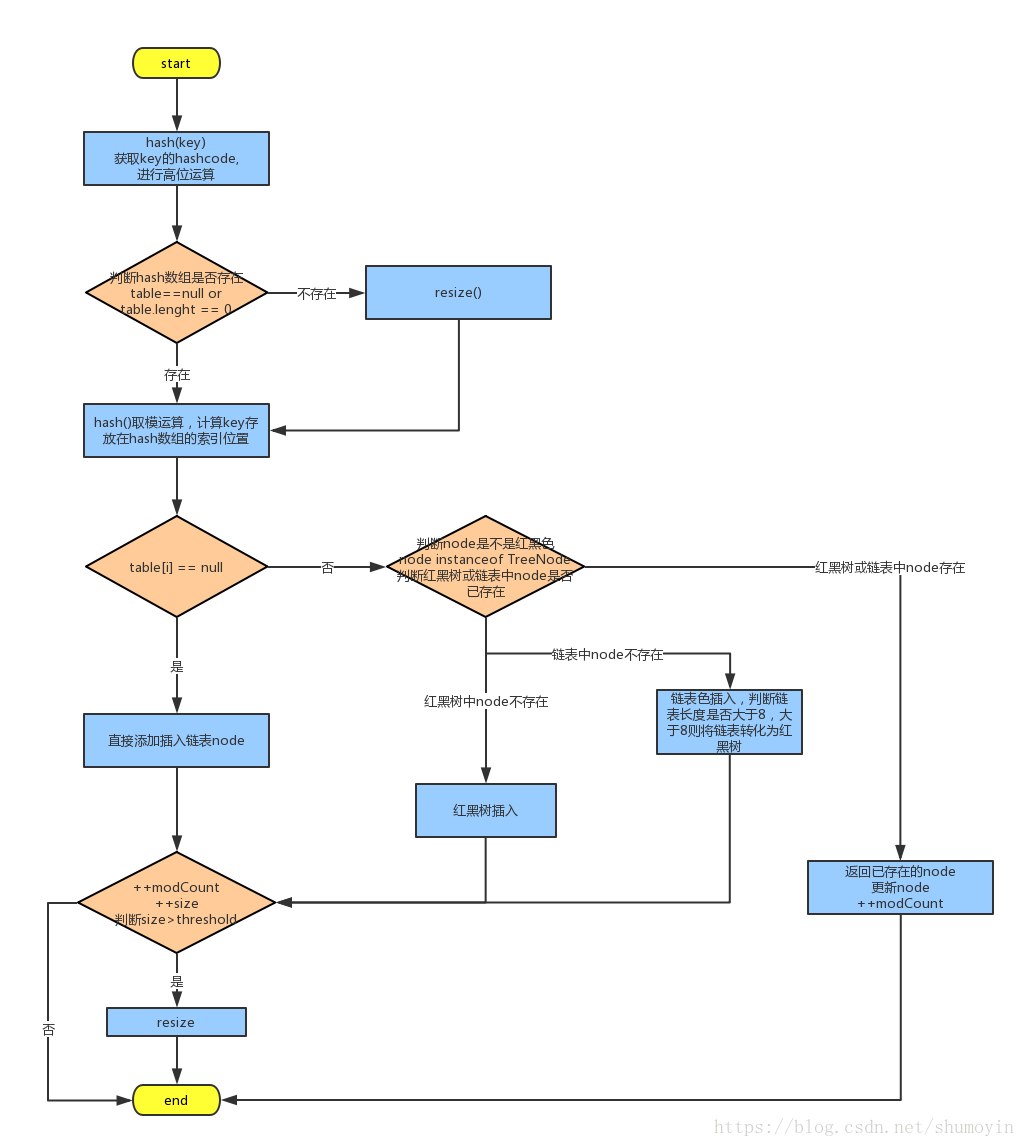 start
hash(key)
获取key的hashcode,
进行高位运算
判断hash数组是否存在
table==null or
table.lenght == 0
不存在
resize()
存在
hash()取模运算，计算key存
放在hash数组的索引位置
table[i] == null
否
判断node是不是红黑色
node instanceof TreeNode
判断红黑树或链表中node是否
已存在
红黑树或链表中node存在
是
链表中node不存在
红黑树中node不存在
链表色插入，判断链
表长度是否大于8，大
于8则将链表转化为红
黑树
直接添加插入链表node
红黑树插入
返回已存在的node
更新node
++modCount
++modCount
++size
判断size>threshold
是
resize
否
end
https://blog.csdn.net/shumoyin